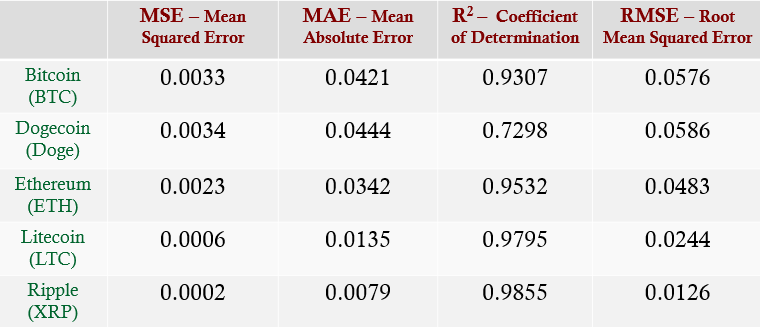 MSE – Mean Squared Error MAE – Mean Absolute Error R² – Coefficient of Determination RMSE – Root Mean Squared Error
Bitcoin (BTC) 0.0033 0.0421 0.9307 0.0576
Dogecoin (Doge) 0.0034 0.0444 0.7298 0.0586
Ethereum (ETH) 0.0023 0.0342 0.9532 0.0483
Litecoin (LTC) 0.0006 0.0135 0.9795 0.0244
Ripple (XRP) 0.0002 0.0079 0.9855 0.0126